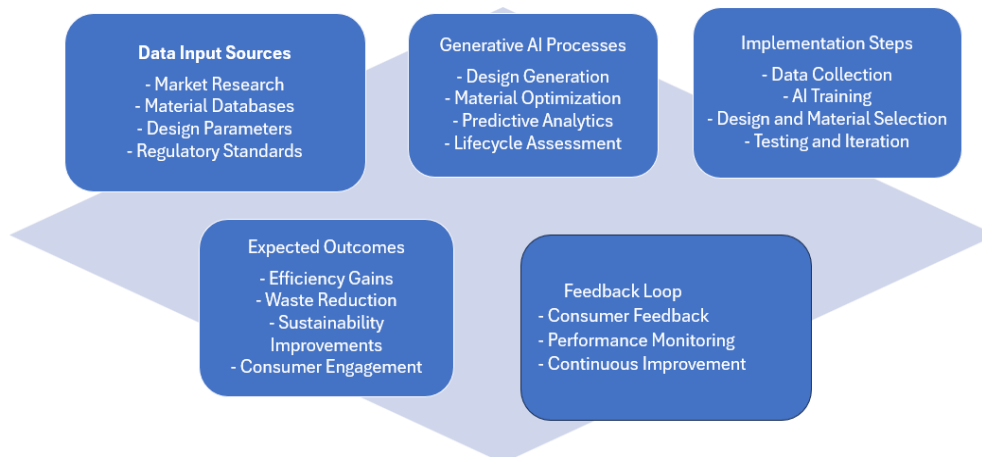 Data Input Sources
- Market Research
- Material Databases
- Design Parameters
- Regulatory Standards
Generative AI Processes
- Design Generation
- Material Optimization
- Predictive Analytics
- Lifecycle Assessment
Implementation Steps
- Data Collection
- AI Training
- Design and Material Selection
- Testing and Iteration
Expected Outcomes
- Efficiency Gains
- Waste Reduction
- Sustainability
Improvements
- Consumer Engagement
Feedback Loop
- Consumer Feedback
- Performance Monitoring
- Continuous Improvement